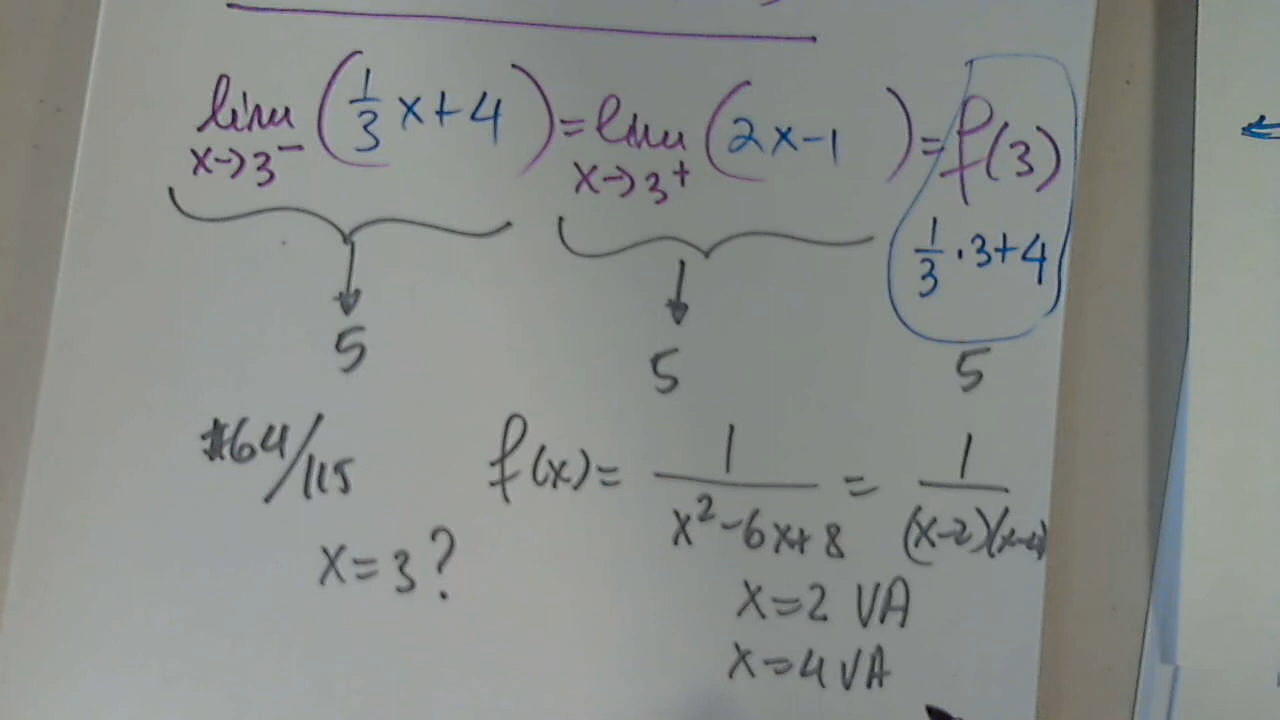 lim x→3⁻ (1/3 x+4) = lim x→3⁺ (2x-1) = f(3)
1/3 · 3+4
5 5 5
#64/115 f(x) = 1/(x²-6x+8) = 1/((x-2)(x-4))
x=3?
x=2 VA
x=4 VA